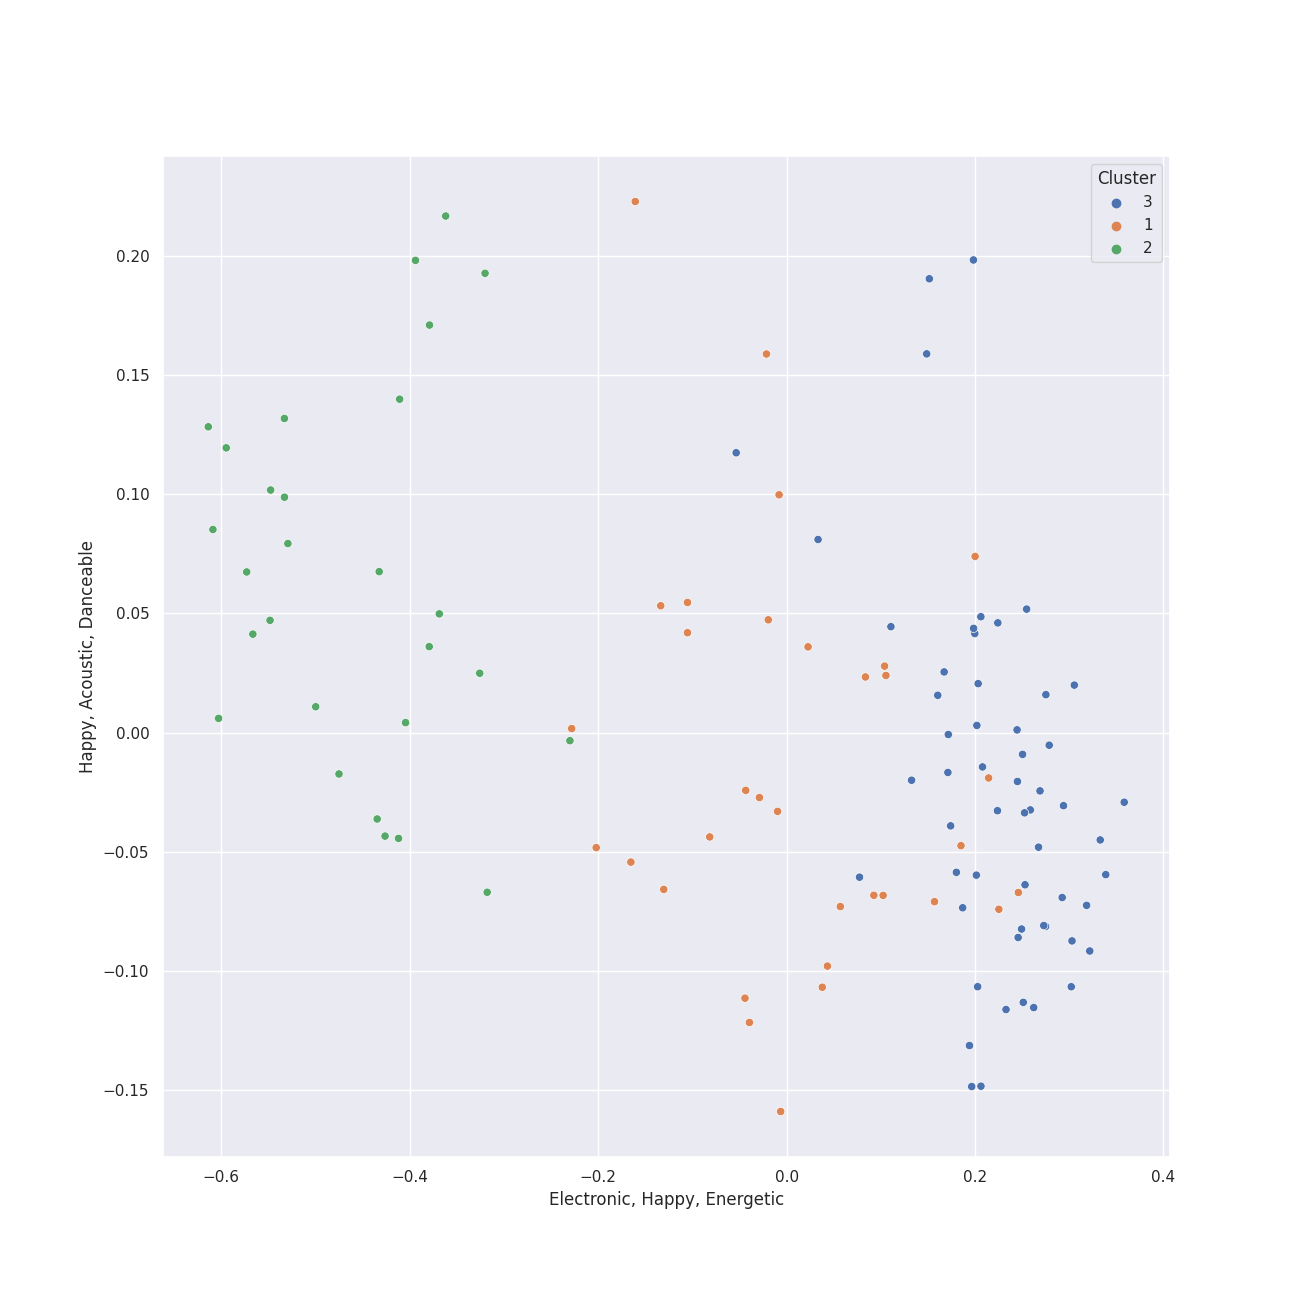 Cluster
3
1
2
0.20
0.15
0.10
0.05
0.00
−0.05
−0.10
−0.15
Happy, Acoustic, Danceable
−0.6 −0.4 −0.2 0.0 0.2 0.4
Electronic, Happy, Energetic